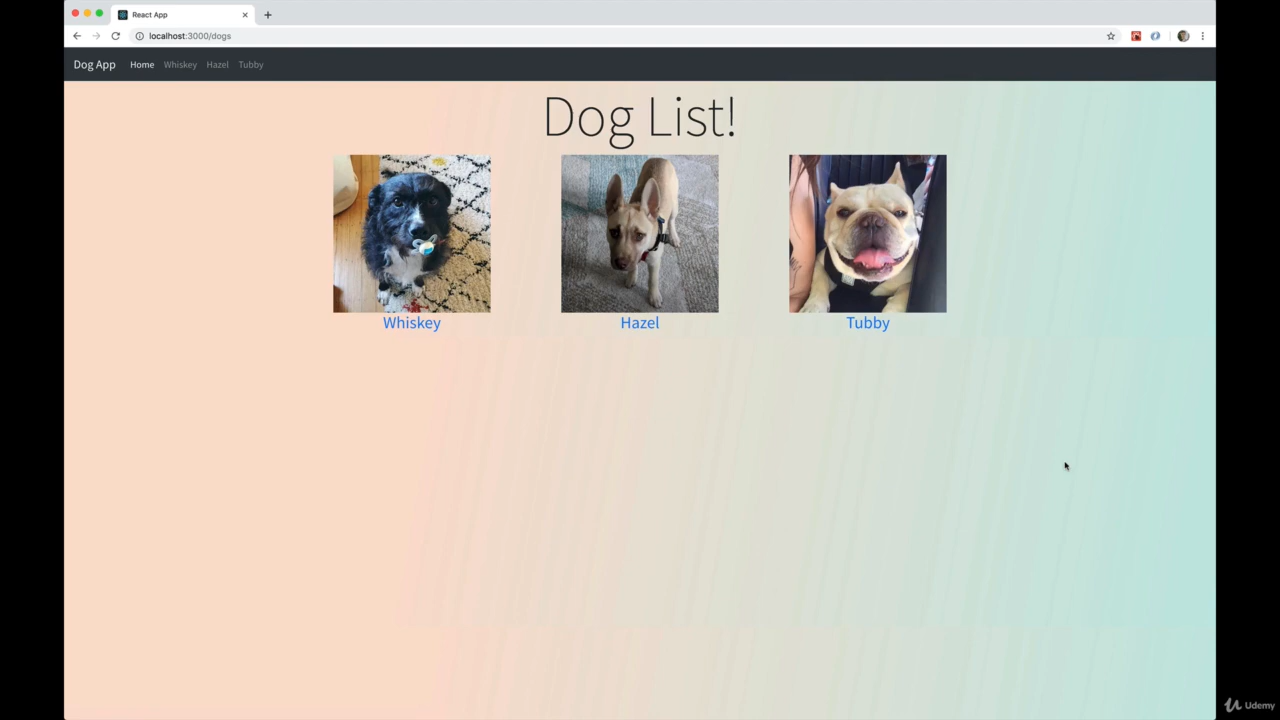 React App
localhost:3000/dogs
Dog App Home Whiskey Hazel Tubby
Dog List!
Whiskey Hazel Tubby
Udemy